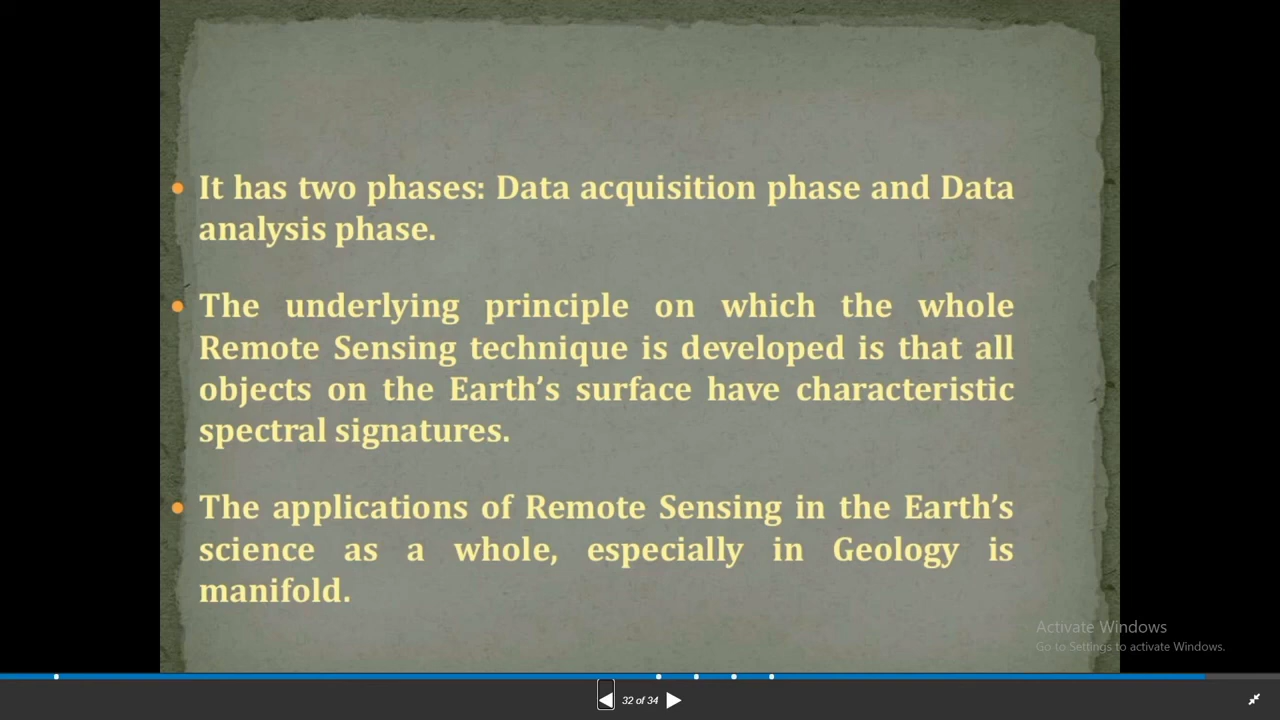 • It has two phases: Data acquisition phase and Data
analysis phase.
• The underlying principle on which the whole
Remote Sensing technique is developed is that all
objects on the Earth’s surface have characteristic
spectral signatures.
• The applications of Remote Sensing in the Earth’s
science as a whole, especially in Geology is
manifold.
Activate Windows
Go to Settings to activate Windows.
32 of 34